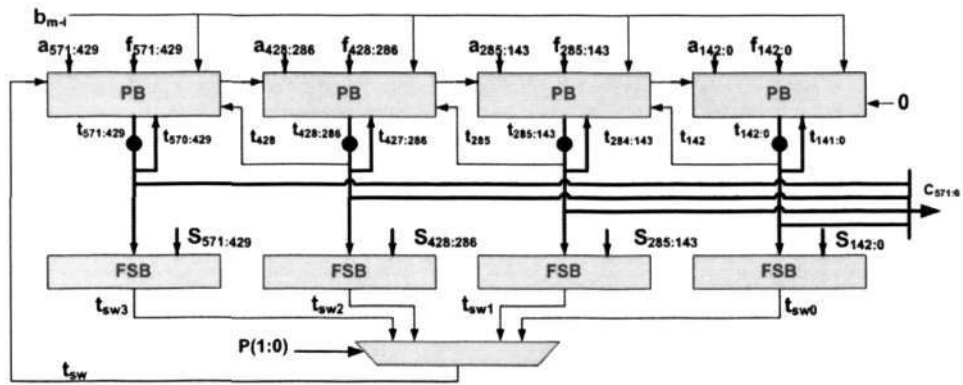 b_{m-i}
a_{571:429} f_{571:429} a_{428:286} f_{428:286} a_{285:143} f_{285:143} a_{142:0} f_{142:0}
PB PB PB PB
0
t_{571:429} t_{570:429} t_{428} t_{428:286} t_{427:286} t_{285} t_{285:143} t_{284:143} t_{142} t_{142:0} t_{141:0}
S_{571:429} S_{428:286} S_{285:143} S_{142:0}
FSB FSB FSB FSB
t_{sw3} t_{sw2} t_{sw1} t_{sw0}
P(1:0)
t_{sw}